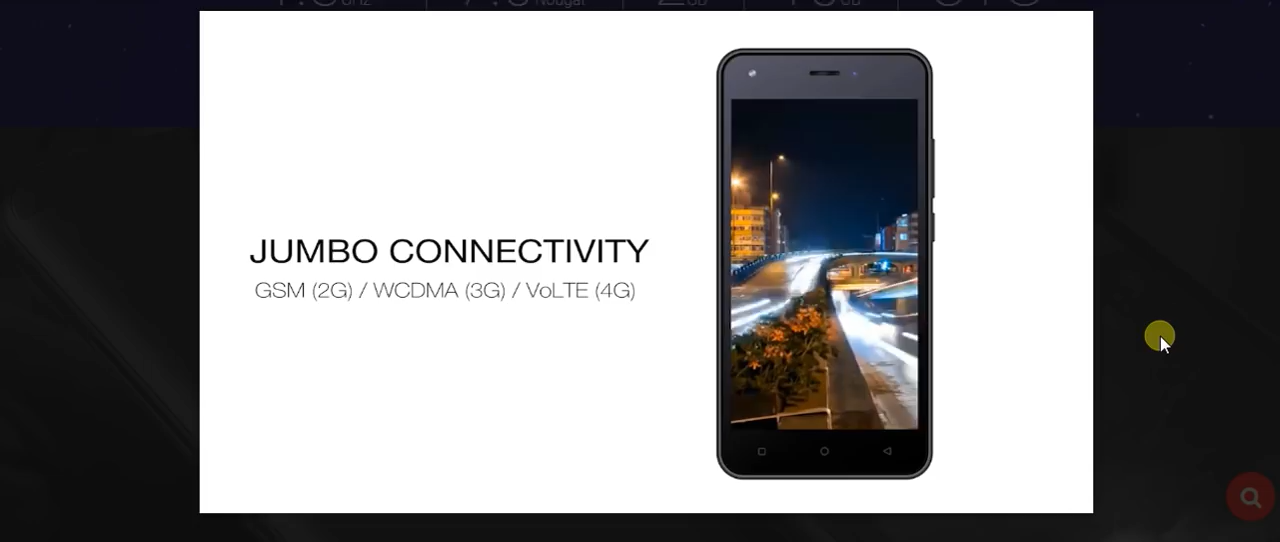 JUMBO CONNECTIVITY
GSM (2G) / WCDMA (3G) / VoLTE (4G)